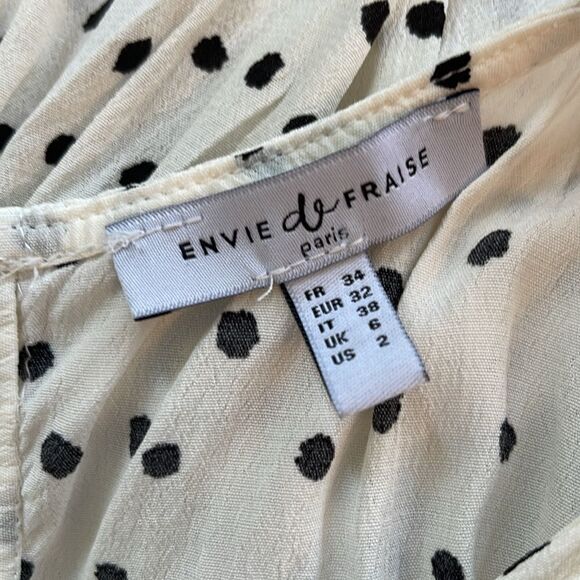 ENVIE de FRAISE
paris
FR 34
EUR 32
IT 38
UK 6
US 2